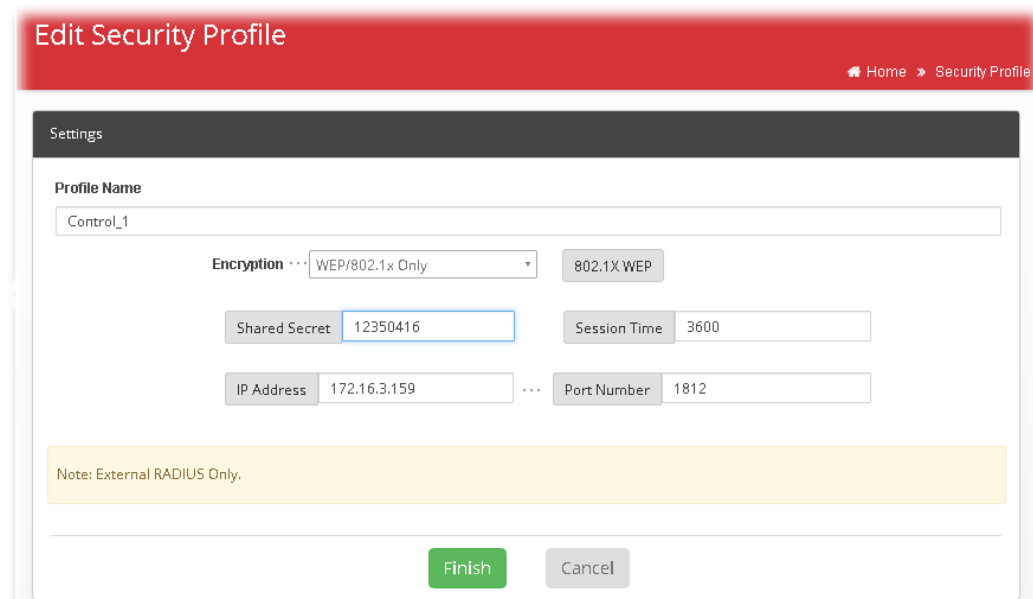 Edit Security Profile
Home » Security Profile
Settings
Profile Name
Control_1
Encryption ··· WEP/802.1x Only 802.1X WEP
Shared Secret 12350416 Session Time 3600
IP Address 172.16.3.159 ··· Port Number 1812
Note: External RADIUS Only.
Finish Cancel